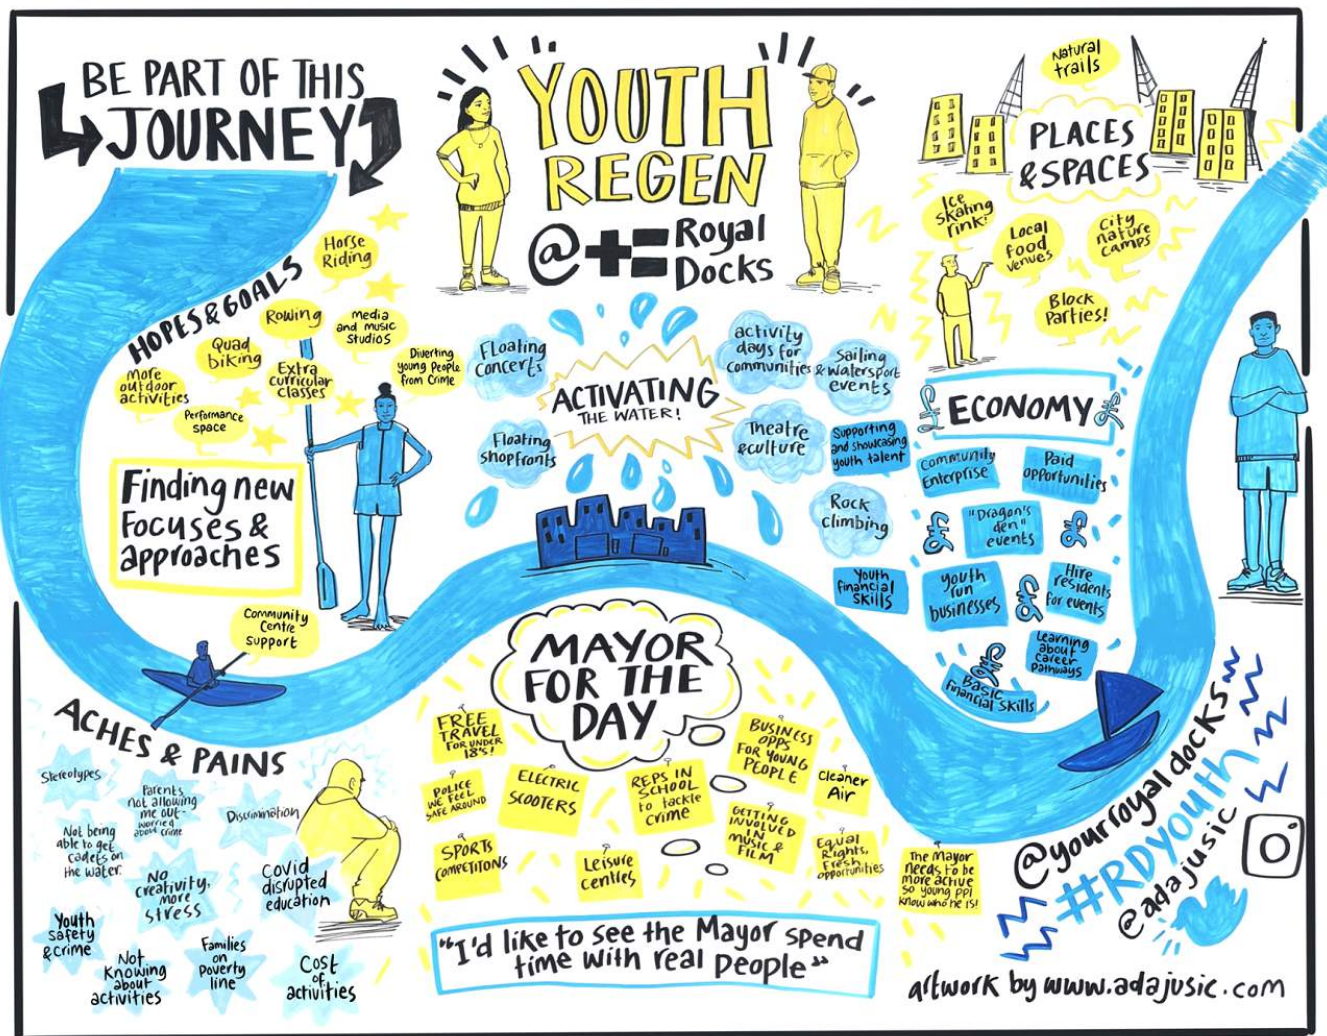 BE PART OF THIS
JOURNEY
YOUTH
REGEN
@
Royal
Docks
Natural
trails
PLACES
& SPACES
Ice
skating
rink!
Local
food
venues
City
nature
camps
Block
Parties!
HOPES & GOALS
Horse
Riding
Rowing
media
and music
studios
Quad
biking
Extra
curricular
classes
Diverting
young People
from Crime
More
outdoor
activities
Performance
space
Finding new
Focuses &
approaches
Community
Centre
support
ACTIVATING
THE WATER!
Floating
concerts
Floating
shopfronts
activity
days for
communities
Sailing
& watersport
events
Theatre
& culture
Supporting
and showcasing
youth talent
Rock
climbing
£ ECONOMY £
Community
Enterprise
Paid
opportunities
"Dragon's
den"
events
Youth
financial
skills
youth
run
businesses
Hire
residents
for events
Learning
about
career
pathways
Basic
financial skills
ACHES & PAINS
Stereotypes
Parents
not allowing
me out -
worried
about crime
Discrimination
Not being
able to get
cadets on
the water.
No
creativity,
more
stress
Covid
disrupted
education
Youth
safety
& crime
Not
knowing
about
activities
Families
on
poverty
line
Cost
of
activities
MAYOR
FOR THE
DAY
FREE
TRAVEL
FOR UNDER
18's!
POLICE
WE FEEL
SAFE AROUND
ELECTRIC
SCOOTERS
REPS IN
SCHOOL
to tackle
crime
BUSINESS
OPPS
FOR YOUNG
PEOPLE
Cleaner
Air
SPORTS
COMPETITIONS
Leisure
centres
GETTING
INVOLVED
IN
MUSIC &
FILM
Equal
Rights,
Fresh
opportunities
The Mayor
needs to be
more active
so young ppl
know who he is!
"I'd like to see the Mayor spend
time with real people"
@your royal docks
#RDYouth
@adajusic
artwork by www.adajusic.com